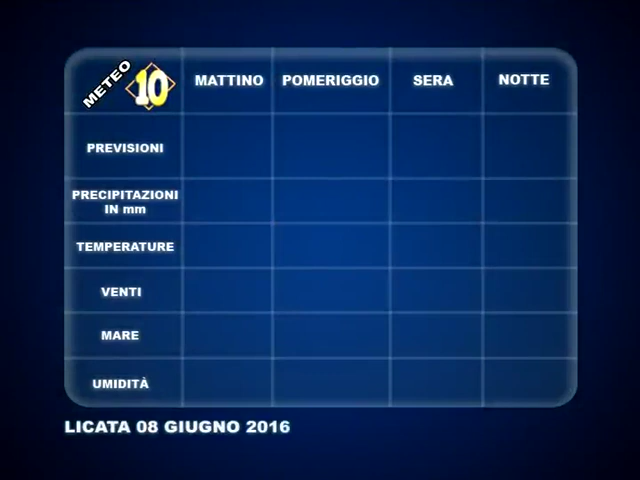 METEO 10
MATTINO POMERIGGIO SERA NOTTE
PREVISIONI
PRECIPITAZIONI
IN mm
TEMPERATURE
VENTI
MARE
UMIDITÀ
LICATA 08 GIUGNO 2016